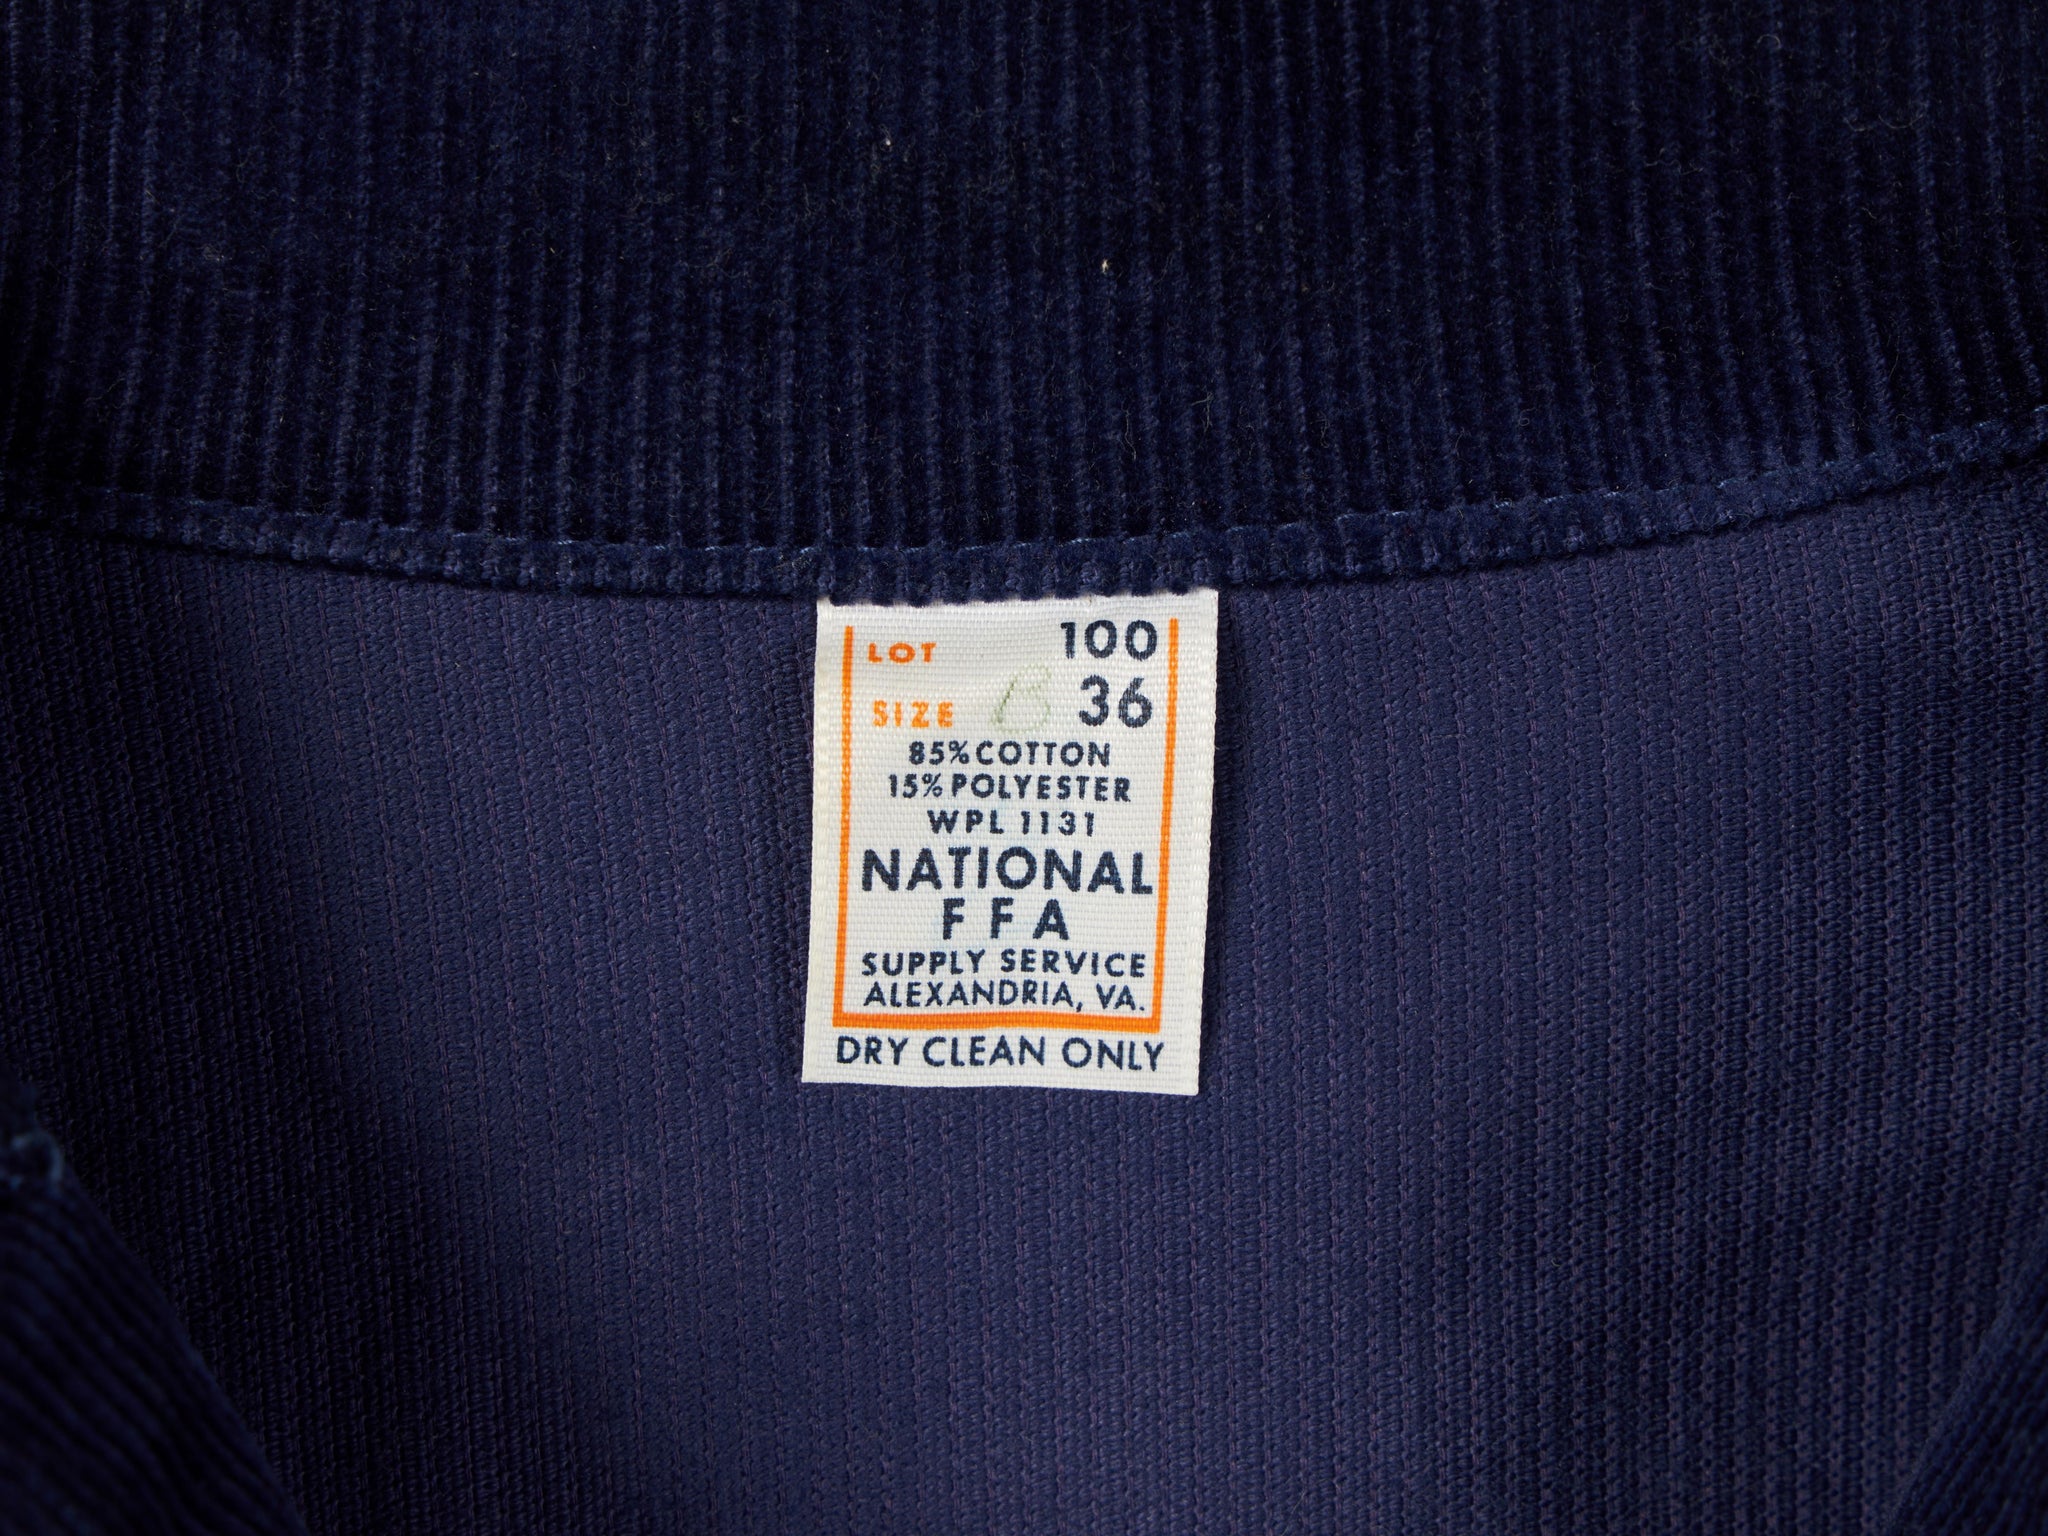 LOT 100
SIZE B 36
85% COTTON
15% POLYESTER
WPL 1131
NATIONAL
FFA
SUPPLY SERVICE
ALEXANDRIA, VA.
DRY CLEAN ONLY